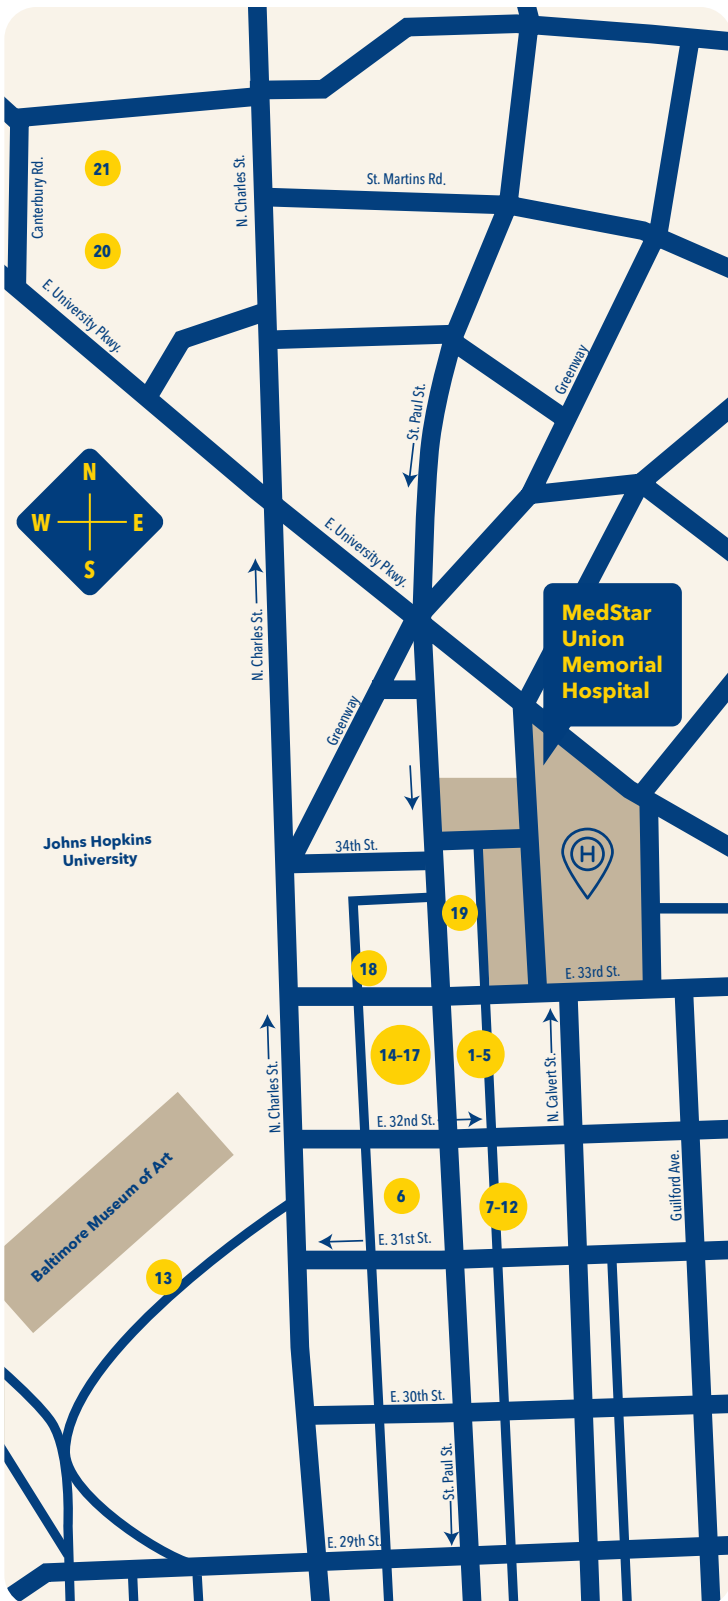 Canterbury Rd.
21
N. Charles St.
St. Martins Rd.
20
E. University Pkwy.
Greenway
St. Paul St.
N
W
E
S
E. University Pkwy.
N. Charles St.
MedStar
Union
Memorial
Hospital
Greenway
Johns Hopkins
University
34th St.
H
19
18
E. 33rd St.
14-17
1-5
N. Charles St.
N. Calvert St.
E. 32nd St.
Baltimore Museum of Art
6
7-12
Guilford Ave.
E. 31st St.
13
E. 30th St.
St. Paul St.
E. 29th St.